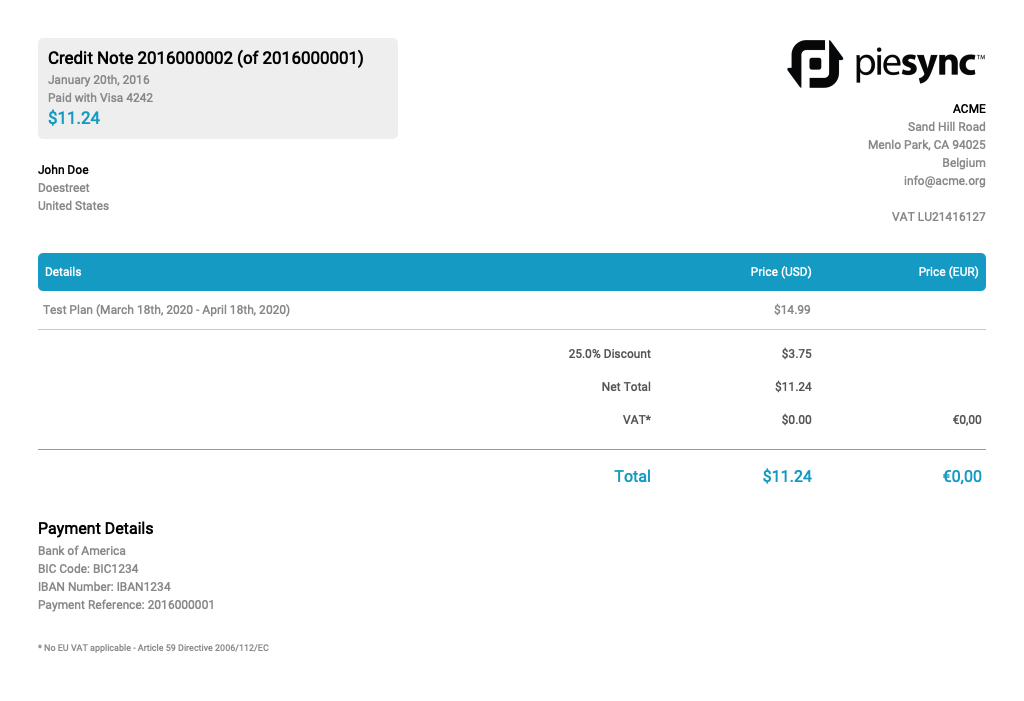 Credit Note 2016000002 (of 2016000001)
January 20th, 2016
Paid with Visa 4242
$11.24
piesync™
ACME
Sand Hill Road
Menlo Park, CA 94025
Belgium
info@acme.org
VAT LU21416127
John Doe
Doestreet
United States
Details Price (USD) Price (EUR)
Test Plan (March 18th, 2020 - April 18th, 2020) $14.99
25.0% Discount $3.75
Net Total $11.24
VAT* $0.00 €0,00
Total $11.24 €0,00
Payment Details
Bank of America
BIC Code: BIC1234
IBAN Number: IBAN1234
Payment Reference: 2016000001
* No EU VAT applicable - Article 59 Directive 2006/112/EC